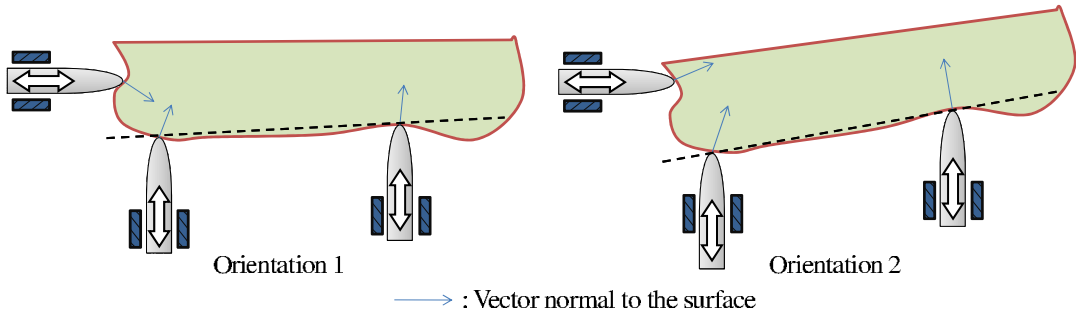 Orientation 1
Orientation 2
: Vector normal to the surface